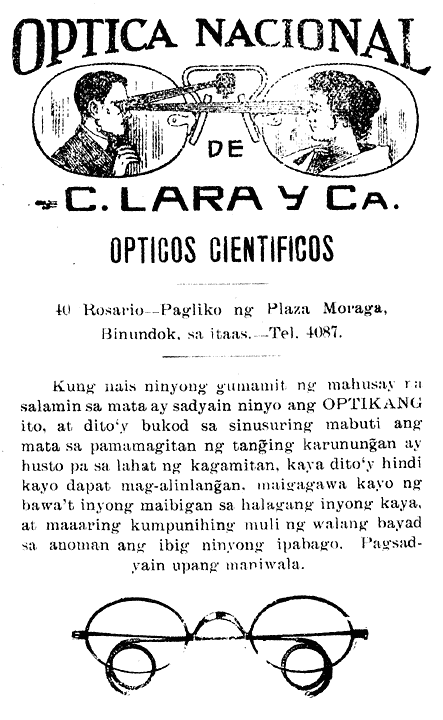 OPTICA NACIONAL
DE
C. LARA Y CA.
OPTICOS CIENTIFICOS
40 Rosario--Pagliko ng Plaza Moraga,
Binundok, sa itaas.--Tel. 4087.
Kung nais ninyong gumamit ng mahusay na
salamin sa mata ay sadyain ninyo ang OPTIKANG
ito, at dito'y bukod sa sinusuring mabuti ang
mata sa pamamagitan ng tanging karunungan ay
husto pa sa lahat ng kagamitan, kaya dito'y hindi
kayo dapat mag-alinlangan, maigagawa kayo ng
bawa't inyong maibigan sa halagang inyong kaya,
at maaaring kumpunihing muli ng walang bayad
sa anoman ang ibig ninyong ipabago. Pagsad-
yain upang maniwala.